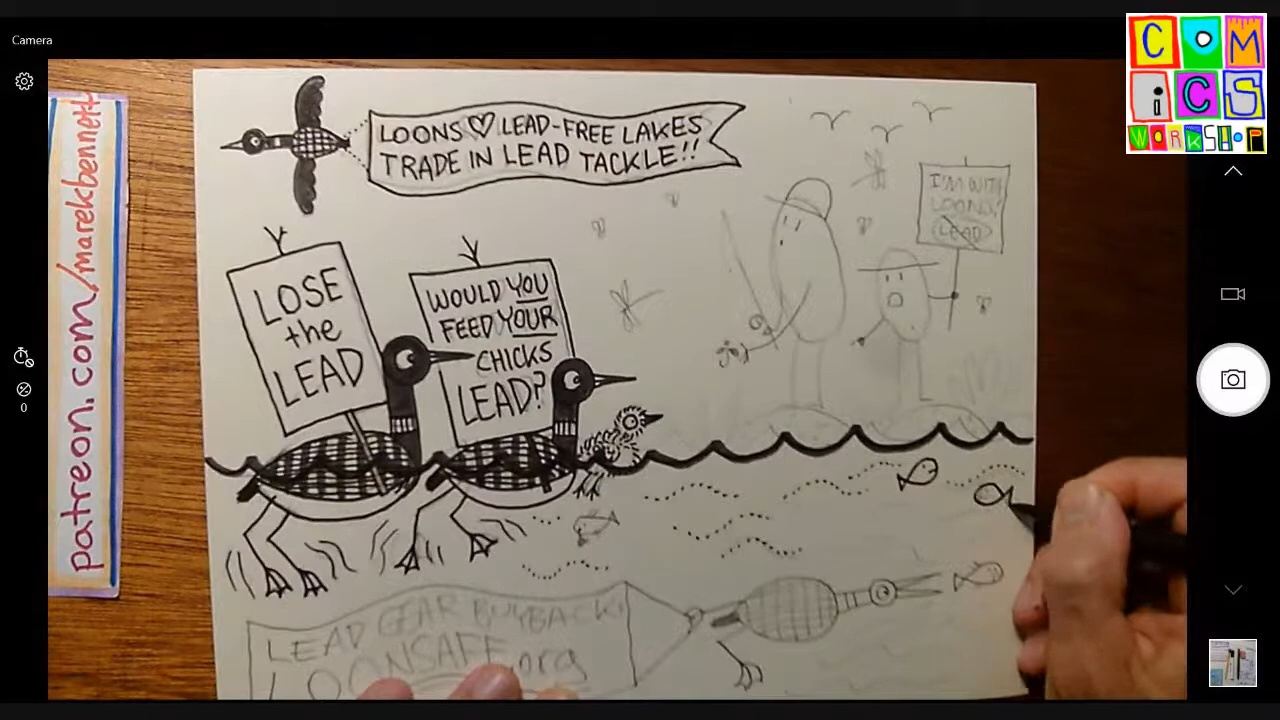 Camera
COMiCS
WORKSHOP
patreon.com/marekbennett
LOONS ♡ LEAD-FREE LAKES
TRADE IN LEAD TACKLE!!
I'M WITH
LOONS!
LEAD
LOSE
the
LEAD
WOULD YOU
FEED YOUR
CHICKS
LEAD?
LEAD GEAR BUYBACK
LOONSAFE.org
0